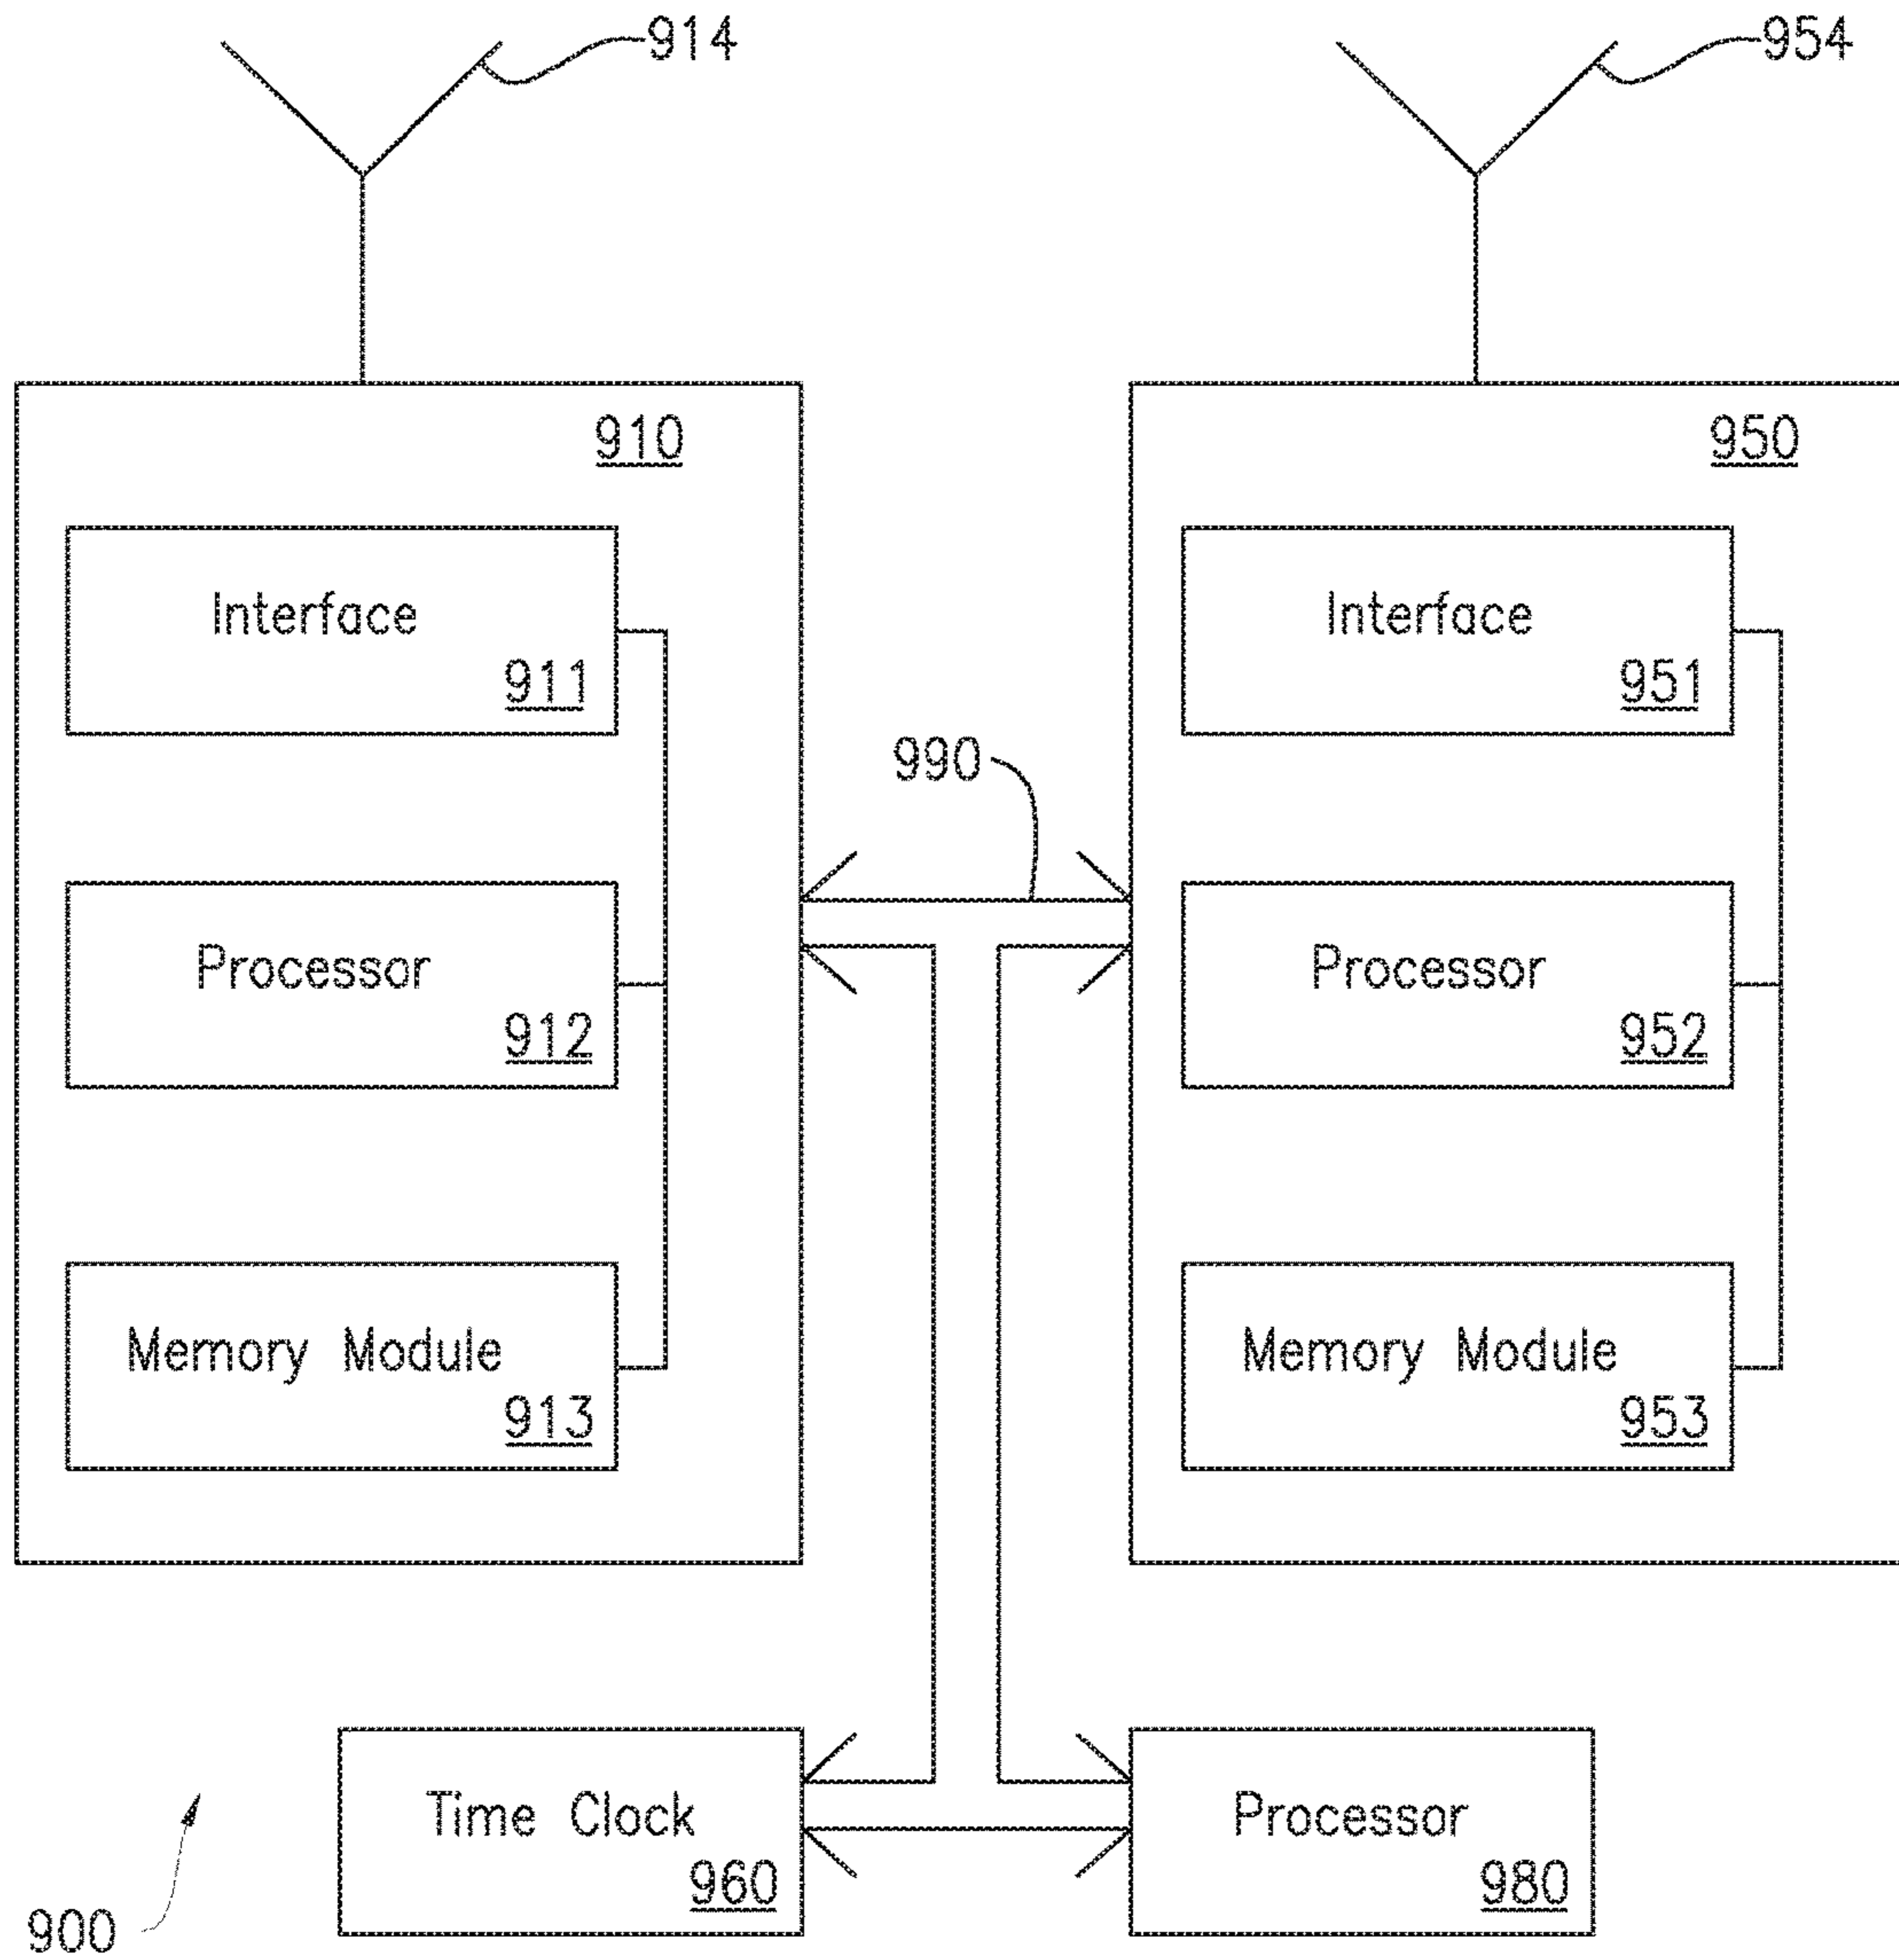 914
954
910
950
Interface
911
Interface
951
990
Processor
912
Processor
952
Memory Module
913
Memory Module
953
Time Clock
960
Processor
980
900